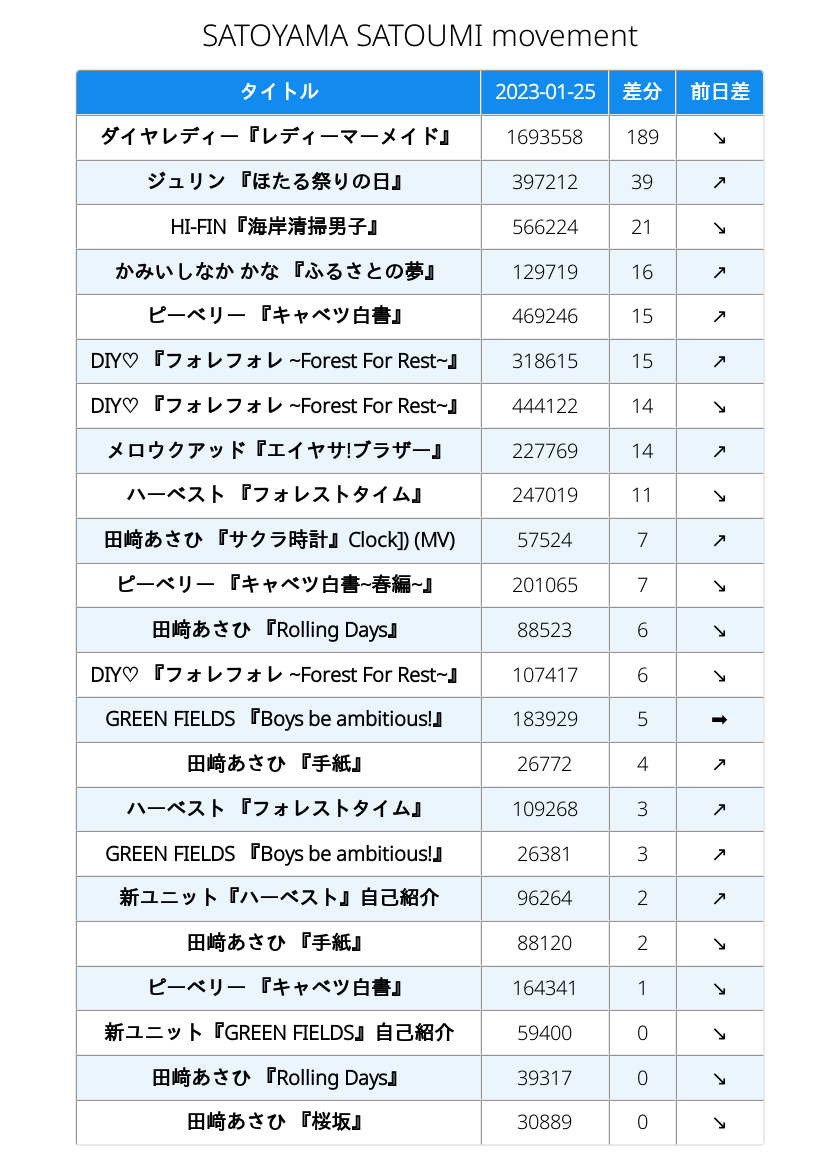 SATOYAMA SATOUMI movement
タイトル 2023-01-25 差分 前日差
ダイヤレディー『レディーマーメイド』 1693558 189 ↘
ジュリン 『ほたる祭りの日』 397212 39 ↗
HI-FIN『海岸清掃男子』 566224 21 ↘
かみいしなか かな 『ふるさとの夢』 129719 16 ↗
ピーベリー 『キャベツ白書』 469246 15 ↗
DIY♡ 『フォレフォレ ~Forest For Rest~』 318615 15 ↗
DIY♡ 『フォレフォレ ~Forest For Rest~』 444122 14 ↘
メロウクアッド『エイヤサ!ブラザー』 227769 14 ↗
ハーベスト 『フォレストタイム』 247019 11 ↘
田﨑あさひ 『サクラ時計』Clock]) (MV) 57524 7 ↗
ピーベリー 『キャベツ白書~春編~』 201065 7 ↘
田﨑あさひ 『Rolling Days』 88523 6 ↘
DIY♡ 『フォレフォレ ~Forest For Rest~』 107417 6 ↘
GREEN FIELDS 『Boys be ambitious!』 183929 5 ➡
田﨑あさひ 『手紙』 26772 4 ↗
ハーベスト 『フォレストタイム』 109268 3 ↗
GREEN FIELDS 『Boys be ambitious!』 26381 3 ↗
新ユニット『ハーベスト』自己紹介 96264 2 ↗
田﨑あさひ 『手紙』 88120 2 ↘
ピーベリー 『キャベツ白書』 164341 1 ↘
新ユニット『GREEN FIELDS』自己紹介 59400 0 ↘
田﨑あさひ 『Rolling Days』 39317 0 ↘
田﨑あさひ 『桜坂』 30889 0 ↘